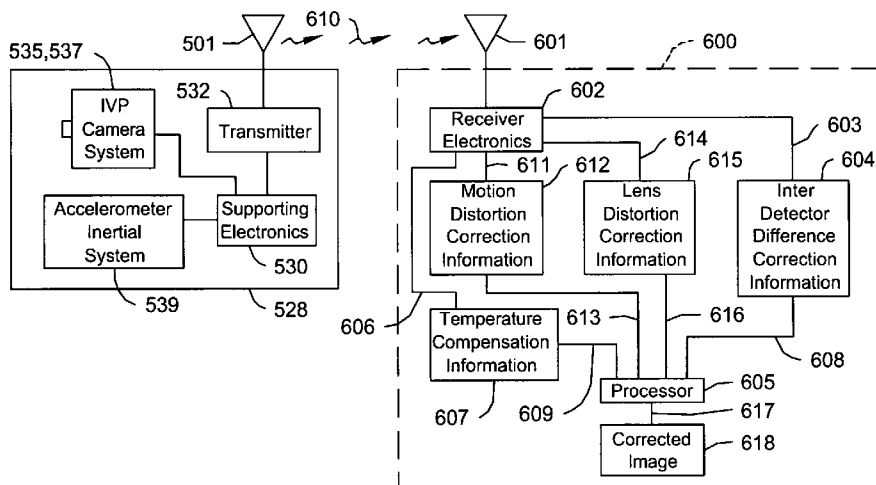 501
610
601
600
535,537
532
602
IVP
Camera
System
Transmitter
Receiver
Electronics
603
614
611
612
615
604
Accelerometer
Inertial
System
Supporting
Electronics
Motion
Distortion
Correction
Information
Lens
Distortion
Correction
Information
Inter
Detector
Difference
Correction
Information
530
539
528
606
613
616
608
Temperature
Compensation
Information
607
609
Processor
605
617
Corrected
Image
618